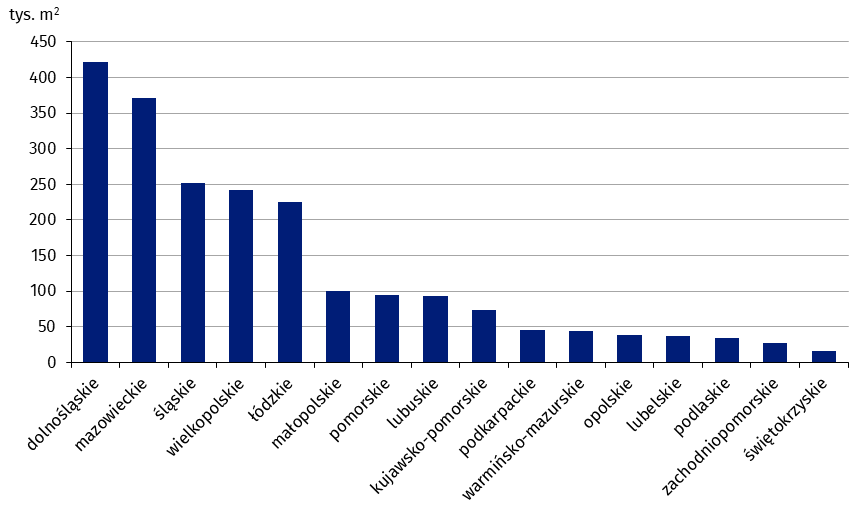 tys. m²
450
400
350
300
250
200
150
100
50
0
dolnośląskie
mazowieckie
śląskie
wielkopolskie
łódzkie
małopolskie
pomorskie
lubuskie
kujawsko-pomorskie
podkarpackie
warmińsko-mazurskie
opolskie
lubelskie
podlaskie
zachodniopomorskie
świętokrzyskie